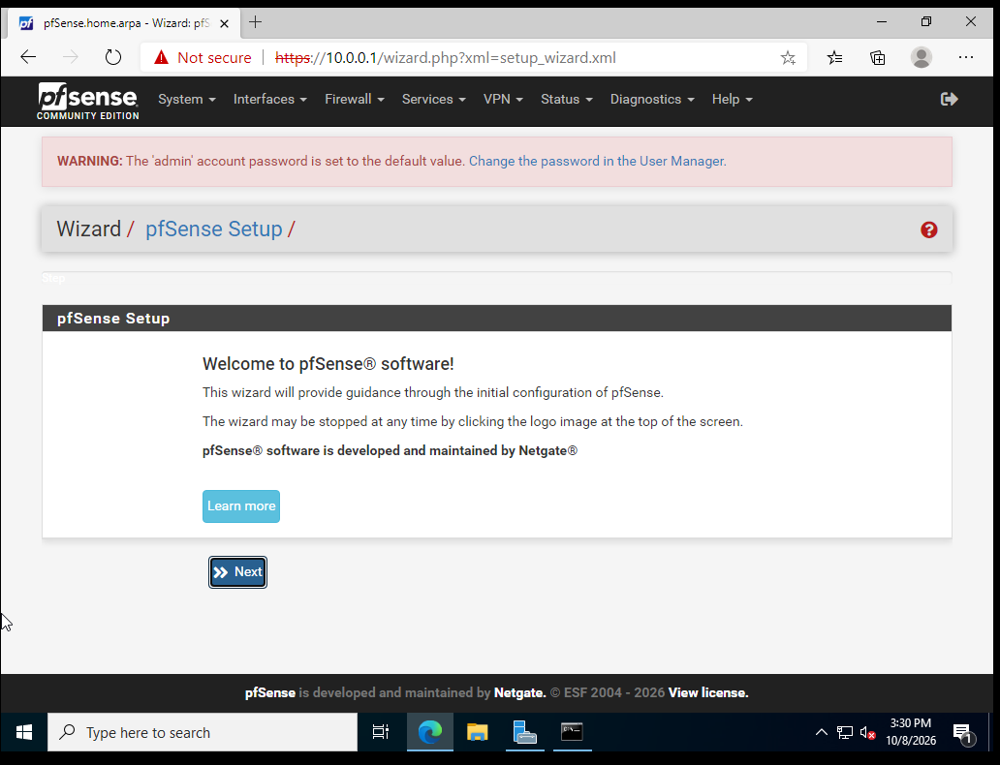 pfSense.home.arpa - Wizard: pfS
Not secure https://10.0.0.1/wizard.php?xml=setup_wizard.xml
pfsense
COMMUNITY EDITION
System Interfaces Firewall Services VPN Status Diagnostics Help
WARNING: The 'admin' account password is set to the default value. Change the password in the User Manager.
Wizard / pfSense Setup /
Step
pfSense Setup
Welcome to pfSense® software!
This wizard will provide guidance through the initial configuration of pfSense.
The wizard may be stopped at any time by clicking the logo image at the top of the screen.
pfSense® software is developed and maintained by Netgate®
Learn more
Next
pfSense is developed and maintained by Netgate. © ESF 2004 - 2026 View license.
Type here to search
3:30 PM
10/8/2026
1